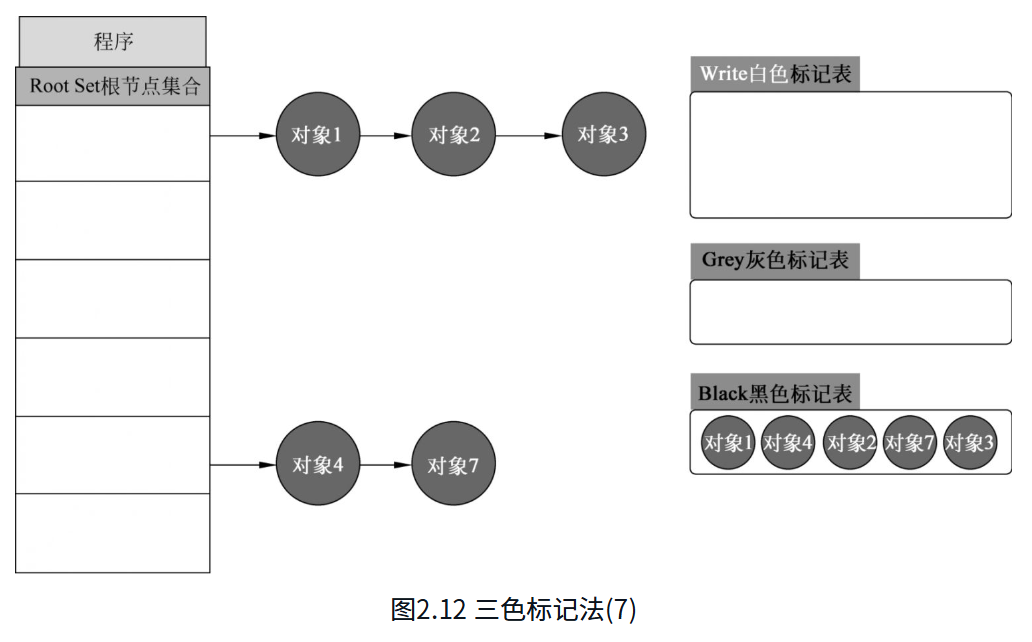 程序
Root Set根节点集合
对象1
对象2
对象3
对象4
对象7
Write白色标记表
Grey灰色标记表
Black黑色标记表
对象1
对象4
对象2
对象7
对象3
图2.12 三色标记法(7)